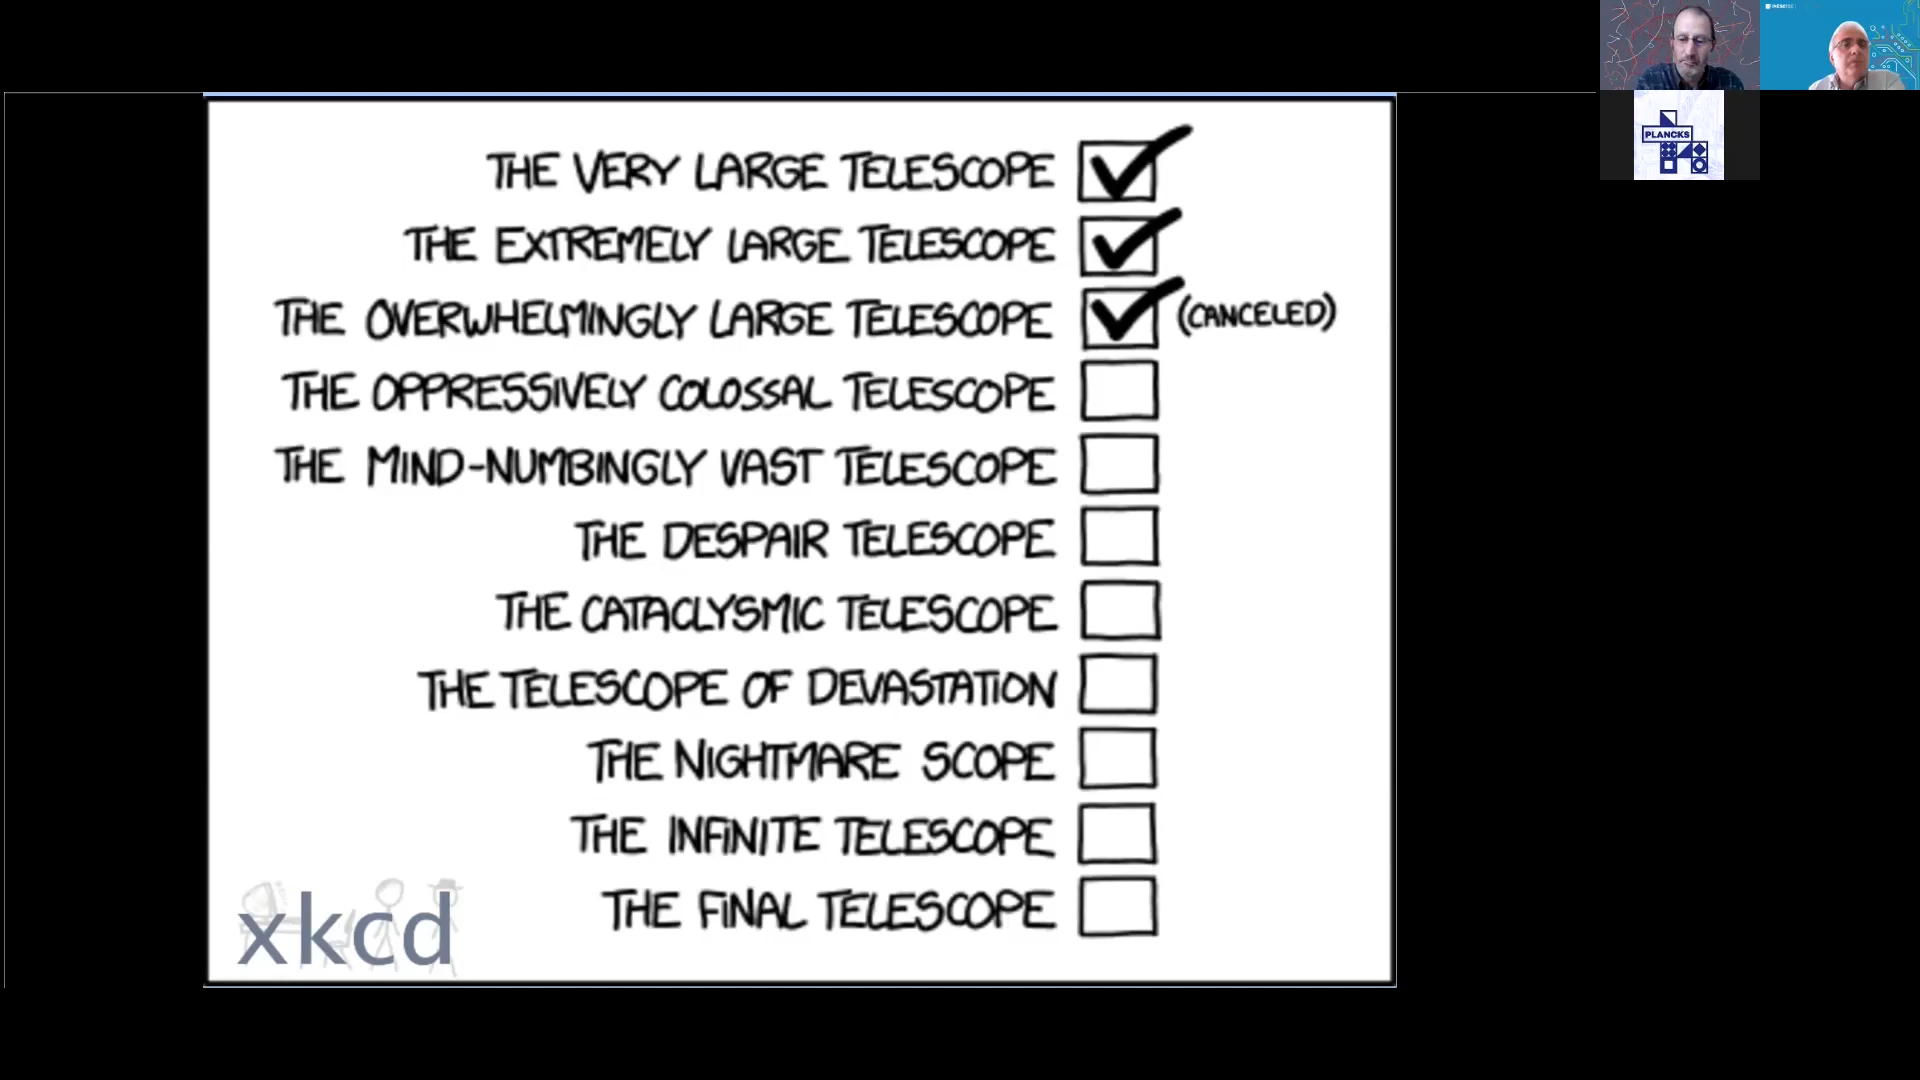 THE VERY LARGE TELESCOPE
THE EXTREMELY LARGE TELESCOPE
THE OVERWHELMINGLY LARGE TELESCOPE (CANCELED)
THE OPPRESSIVELY COLOSSAL TELESCOPE
THE MIND-NUMBINGLY VAST TELESCOPE
THE DESPAIR TELESCOPE
THE CATACLYSMIC TELESCOPE
THE TELESCOPE OF DEVASTATION
THE NIGHTMARE SCOPE
THE INFINITE TELESCOPE
THE FINAL TELESCOPE
xkcd
PLANCKS